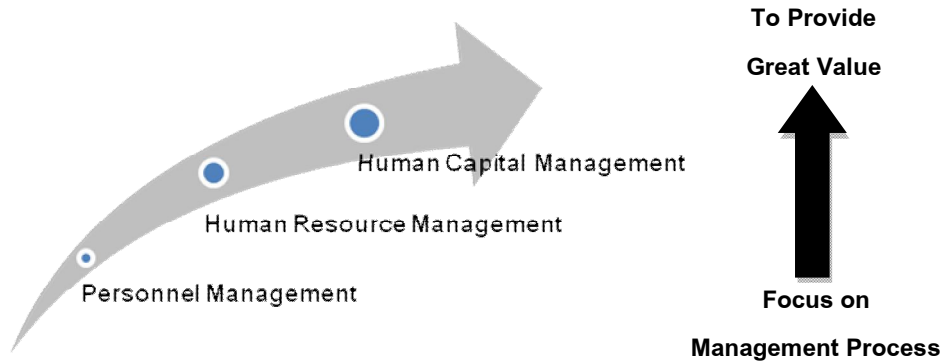 To Provide
Great Value
Human Capital Management
Human Resource Management
Personnel Management
Focus on
Management Process